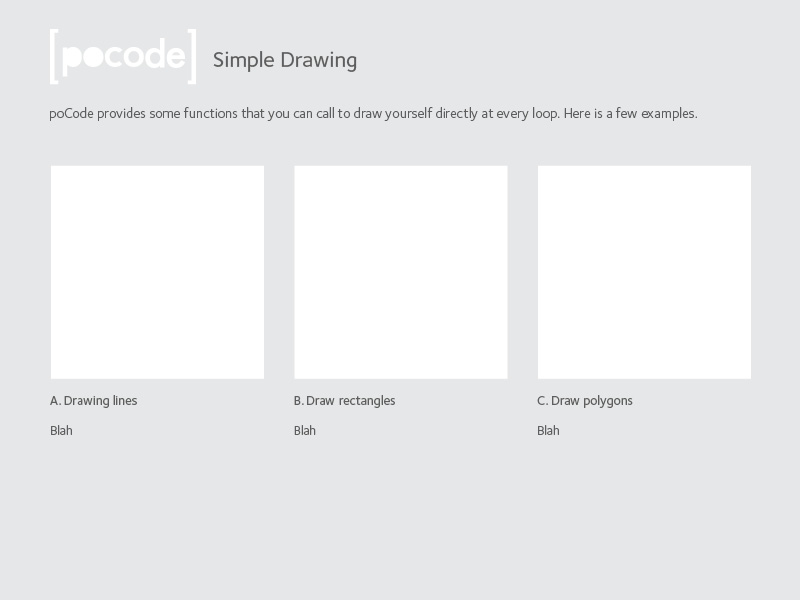 [pocode] Simple Drawing
poCode provides some functions that you can call to draw yourself directly at every loop. Here is a few examples.
A. Drawing lines
Blah
B. Draw rectangles
Blah
C. Draw polygons
Blah